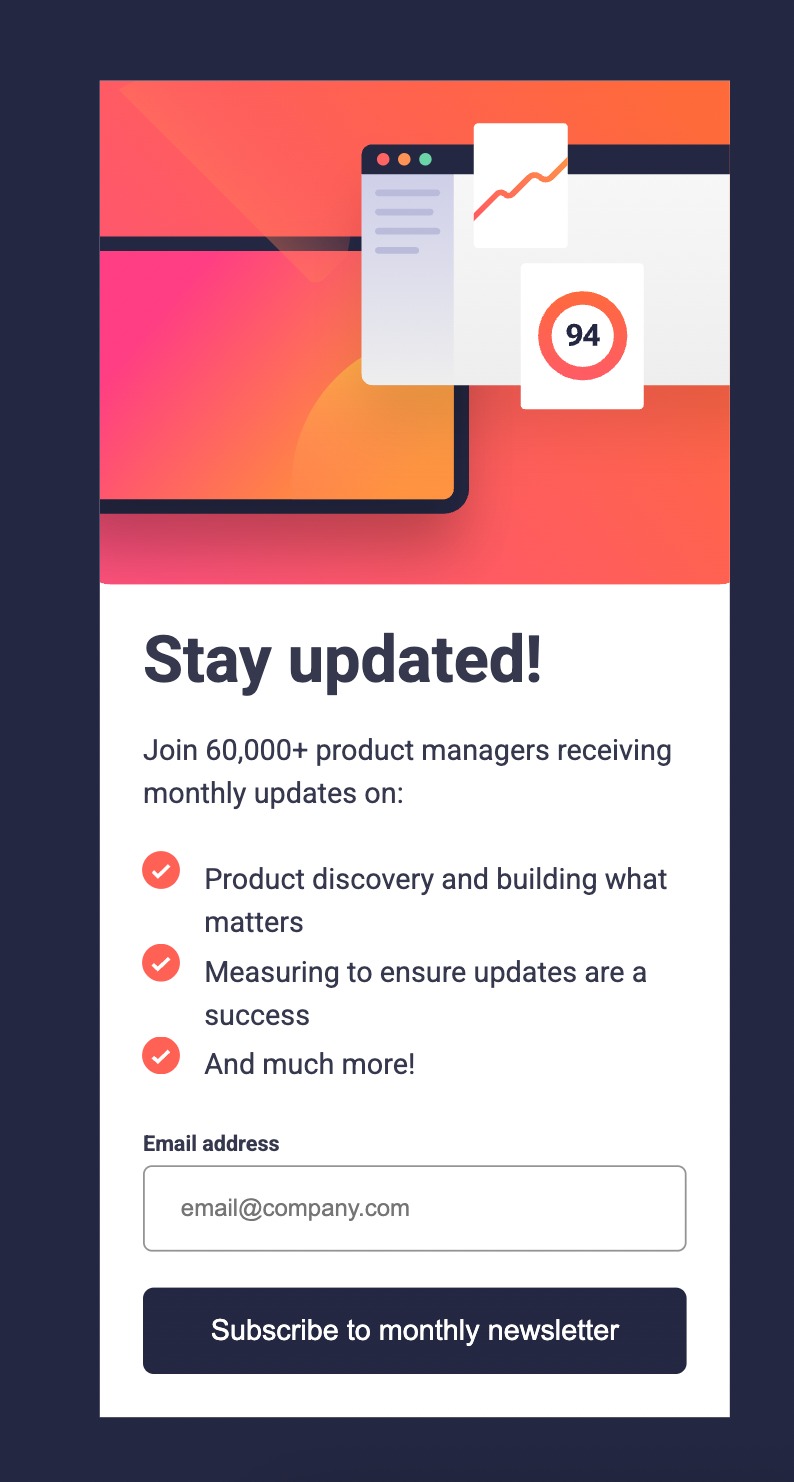 94
Stay updated!
Join 60,000+ product managers receiving
monthly updates on:
Product discovery and building what
matters
Measuring to ensure updates are a
success
And much more!
Email address
email@company.com
Subscribe to monthly newsletter